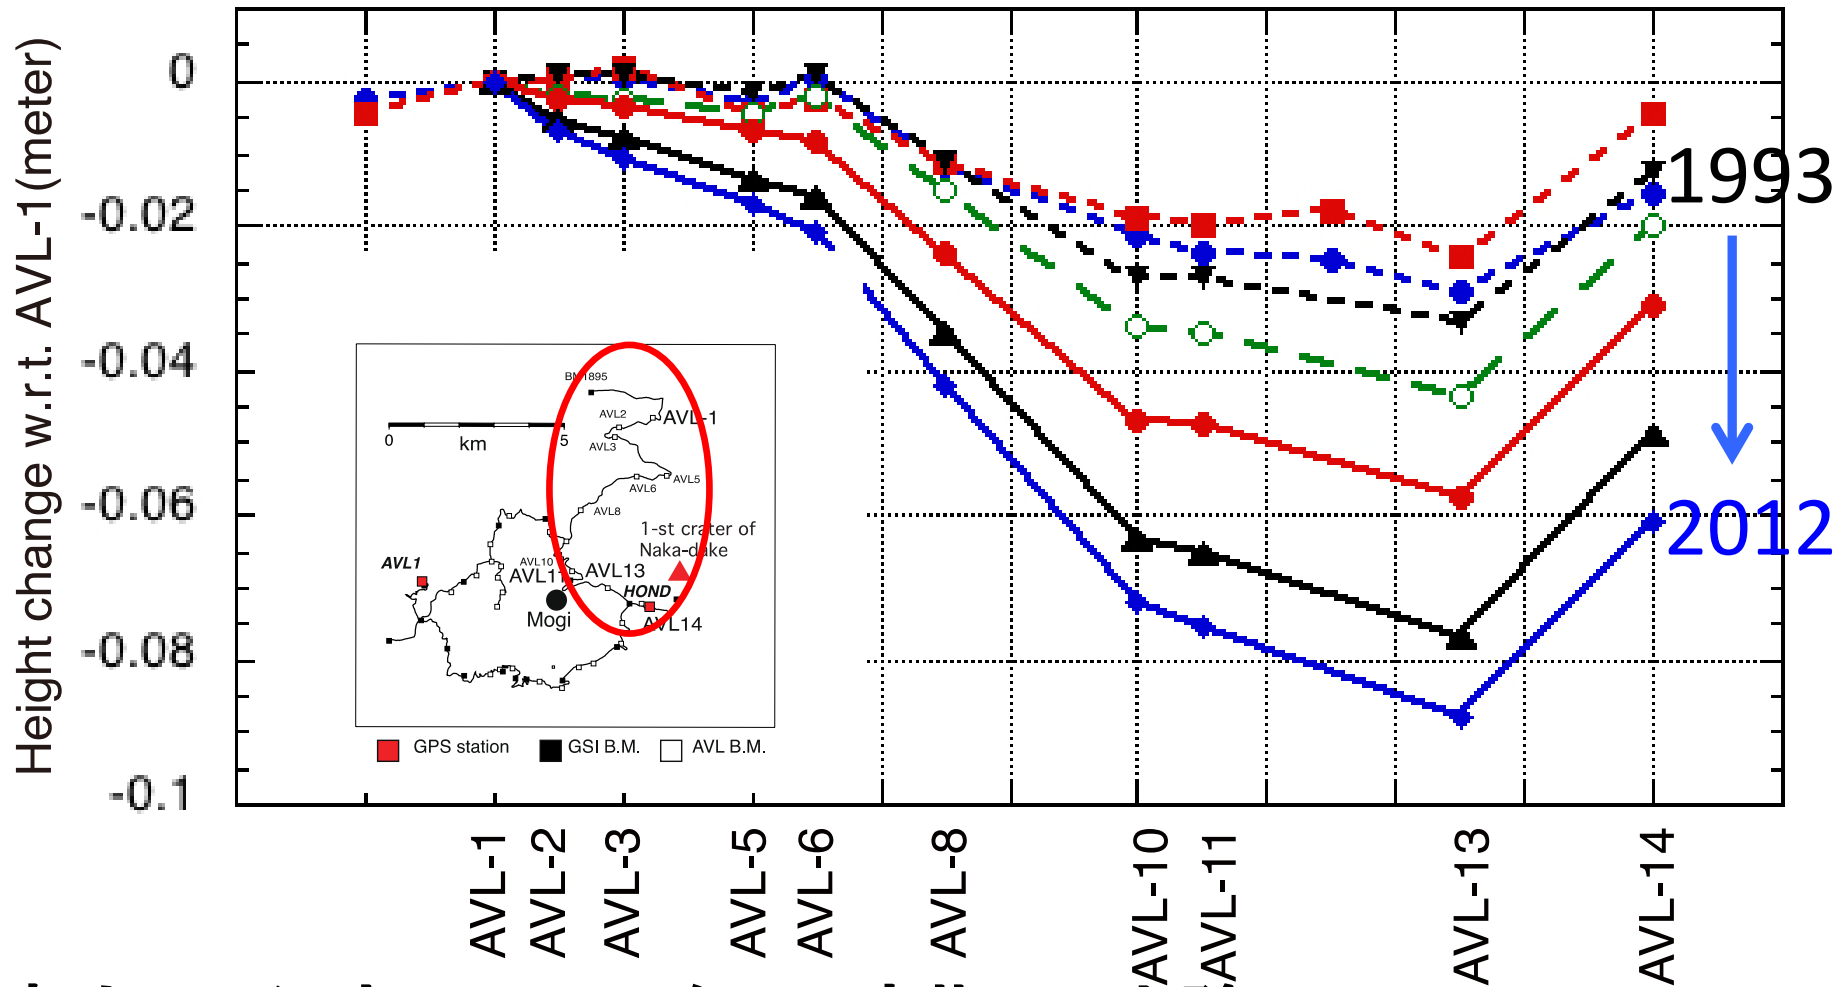 Height change w.r.t. AVL-1(meter)
0
-0.02
-0.04
-0.06
-0.08
-0.1
1993
2012
BM1895
AVL2
AVL-1
AVL3
0
km
5
AVL5
AVL6
AVL8
1-st crater of
Naka-dake
AVL10
AVL1
AVL11
AVL13
HOND
Mogi
AVL14
GPS station
GSI B.M.
AVL B.M.
AVL-1
AVL-2
AVL-3
AVL-5
AVL-6
AVL-8
AVL-10
AVL-11
AVL-13
AVL-14